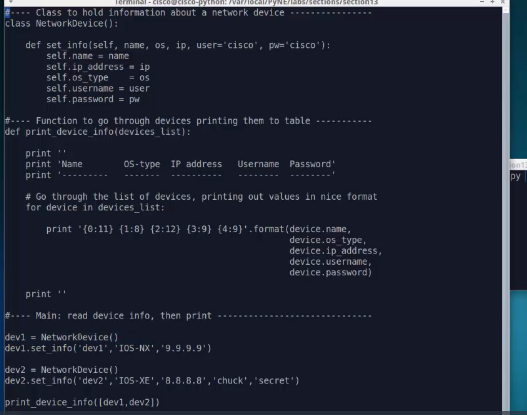 Terminal - cisco@cisco-python: /var/local/PyNE/labs/sections/section13
#---- Class to hold information about a network device ----------------
class NetworkDevice():
    def set_info(self, name, os, ip, user='cisco', pw='cisco'):
        self.name = name
        self.ip_address = ip
        self.os_type    = os
        self.username = user
        self.password = pw
#---- Function to go through devices printing them to table -----------
def print_device_info(devices_list):
    print ''
    print 'Name        OS-type  IP address   Username  Password'
    print '---------   -------  ----------   --------  --------'
    # Go through the list of devices, printing out values in nice format
    for device in devices_list:
        print '{0:11} {1:8} {2:12} {3:9} {4:9}'.format(device.name,
                                                       device.os_type,
                                                       device.ip_address,
                                                       device.username,
                                                       device.password)
    print ''
#---- Main: read device info, then print ------------------------------
dev1 = NetworkDevice()
dev1.set_info('dev1','IOS-NX','9.9.9.9')
dev2 = NetworkDevice()
dev2.set_info('dev2','IOS-XE','8.8.8.8','chuck','secret')
print_device_info([dev1,dev2])
py